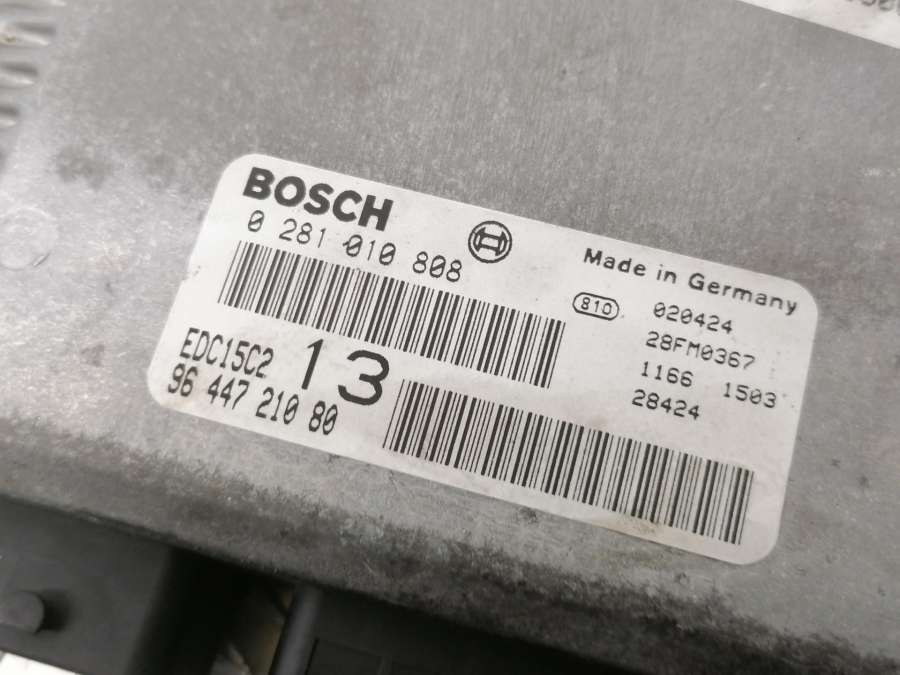 BOSCH
0 281 010 808
Made in Germany
810
020424
28FM0367
1166 1503
28424
EDC15C2
13
96 447 210 80